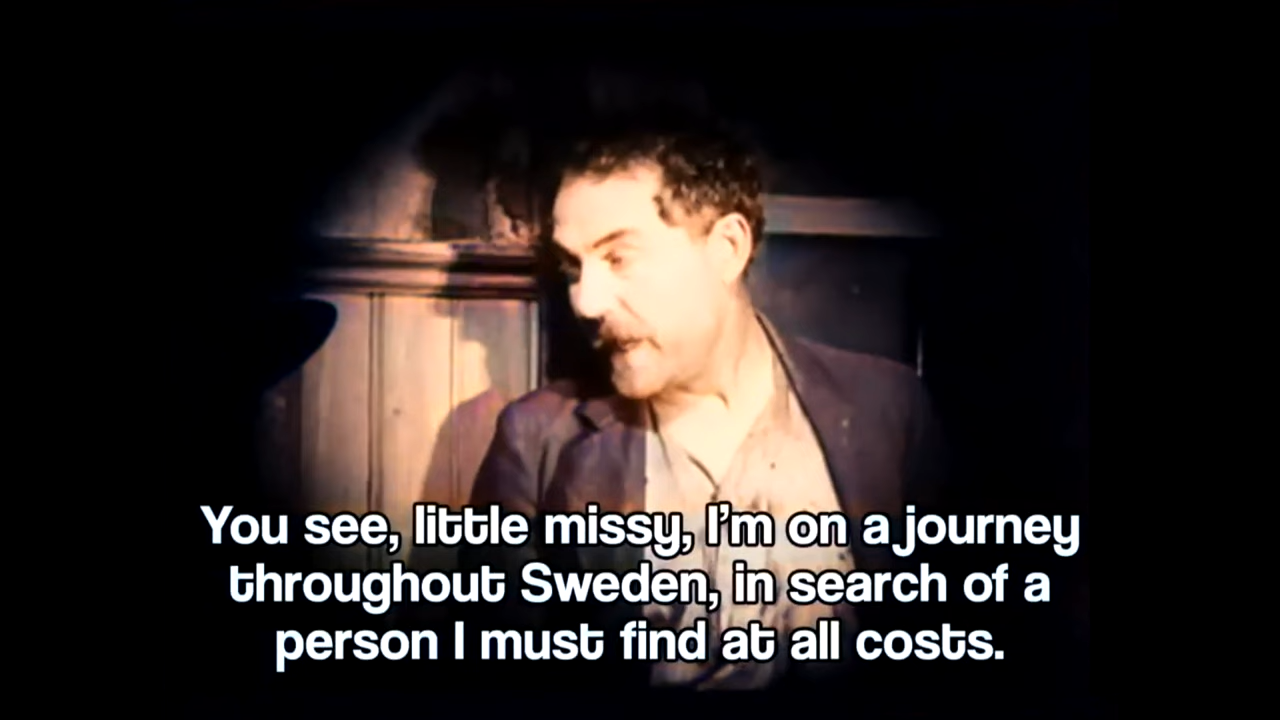 You see, little missy, I'm on a journey
throughout Sweden, in search of a
person I must find at all costs.